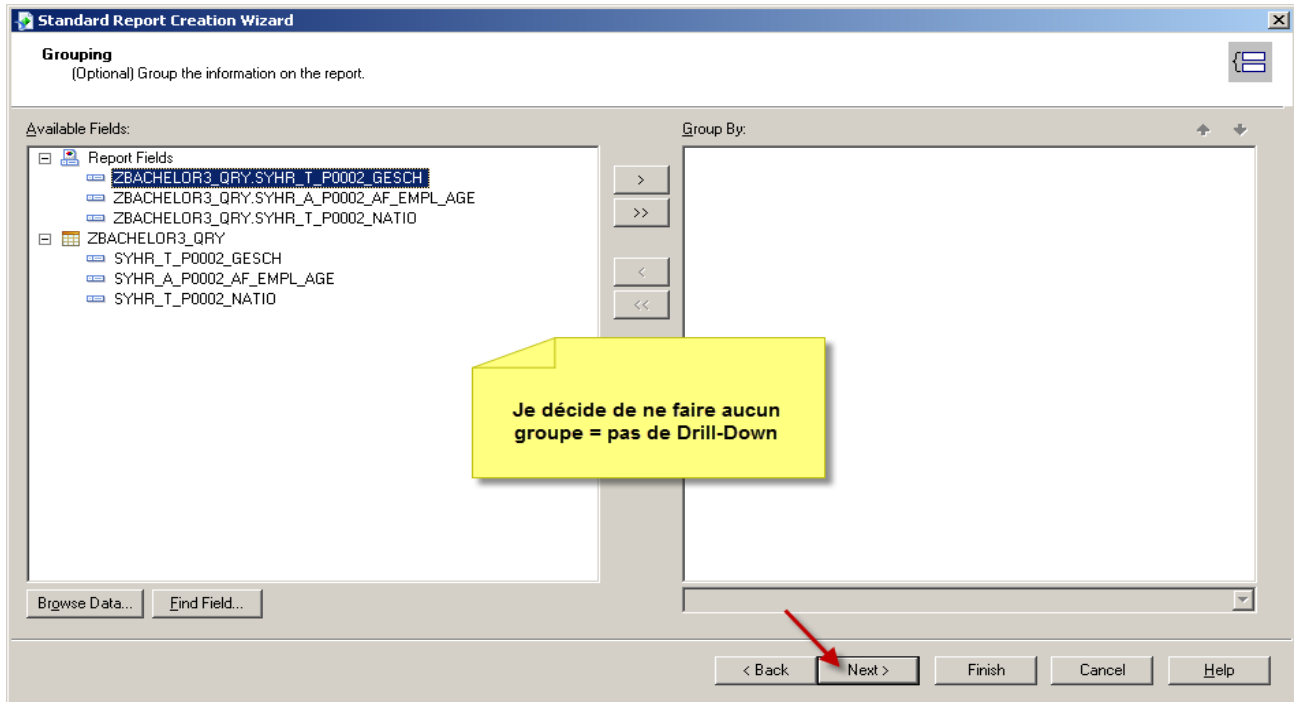 Standard Report Creation Wizard
Grouping
(Optional) Group the information on the report.
Available Fields:
Group By:
Report Fields
ZBACHELOR3_QRY.SYHR_T_P0002_GESCH
ZBACHELOR3_QRY.SYHR_A_P0002_AF_EMPL_AGE
ZBACHELOR3_QRY.SYHR_T_P0002_NATIO
ZBACHELOR3_QRY
SYHR_T_P0002_GESCH
SYHR_A_P0002_AF_EMPL_AGE
SYHR_T_P0002_NATIO
>
>>
<
<<
Je décide de ne faire aucun
groupe = pas de Drill-Down
Browse Data...
Find Field...
< Back
Next >
Finish
Cancel
Help